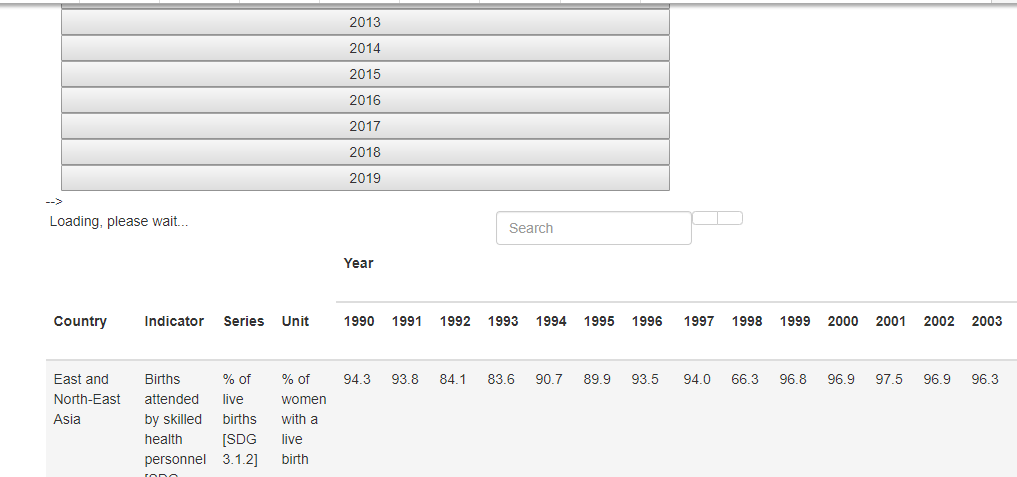 2013
2014
2015
2016
2017
2018
2019
-->
Loading, please wait...
Search
Year
Country Indicator Series Unit 1990 1991 1992 1993 1994 1995 1996 1997 1998 1999 2000 2001 2002 2003
East and Births % of % of 94.3 93.8 84.1 83.6 90.7 89.9 93.5 94.0 66.3 96.8 96.9 97.5 96.9 96.3
North-East attended live women
Asia by skilled births with a
health [SDG live
personnel 3.1.2] birth